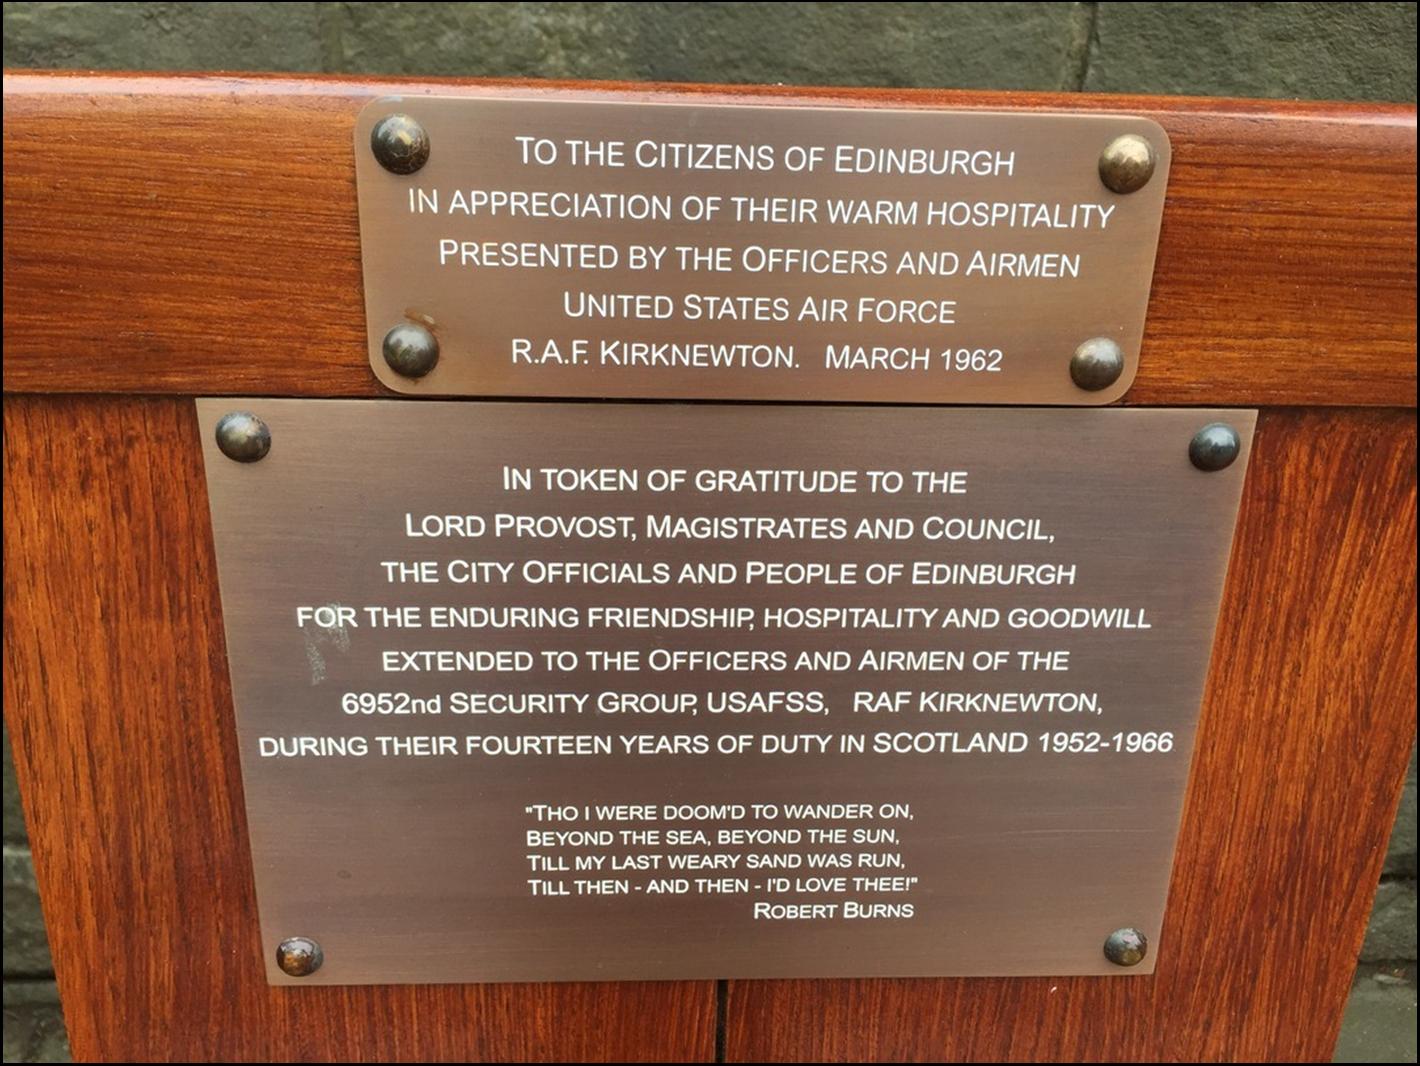 TO THE CITIZENS OF EDINBURGH
IN APPRECIATION OF THEIR WARM HOSPITALITY
PRESENTED BY THE OFFICERS AND AIRMEN
UNITED STATES AIR FORCE
R.A.F. KIRKNEWTON. MARCH 1962
IN TOKEN OF GRATITUDE TO THE
LORD PROVOST, MAGISTRATES AND COUNCIL,
THE CITY OFFICIALS AND PEOPLE OF EDINBURGH
FOR THE ENDURING FRIENDSHIP, HOSPITALITY AND GOODWILL
EXTENDED TO THE OFFICERS AND AIRMEN OF THE
6952nd SECURITY GROUP, USAFSS, RAF KIRKNEWTON,
DURING THEIR FOURTEEN YEARS OF DUTY IN SCOTLAND 1952-1966
"THO I WERE DOOM'D TO WANDER ON,
BEYOND THE SEA, BEYOND THE SUN,
TILL MY LAST WEARY SAND WAS RUN,
TILL THEN - AND THEN - I'D LOVE THEE!"
ROBERT BURNS